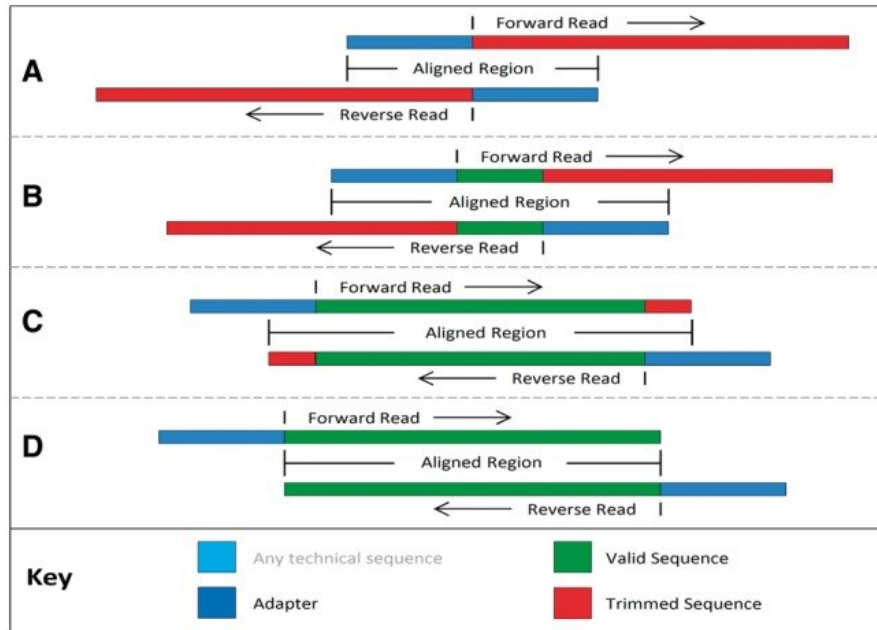 Forward Read
A
Aligned Region
Reverse Read
Forward Read
B
Aligned Region
Reverse Read
Forward Read
C
Aligned Region
Reverse Read
Forward Read
D
Aligned Region
Reverse Read
Key
Any technical sequence
Valid Sequence
Adapter
Trimmed Sequence